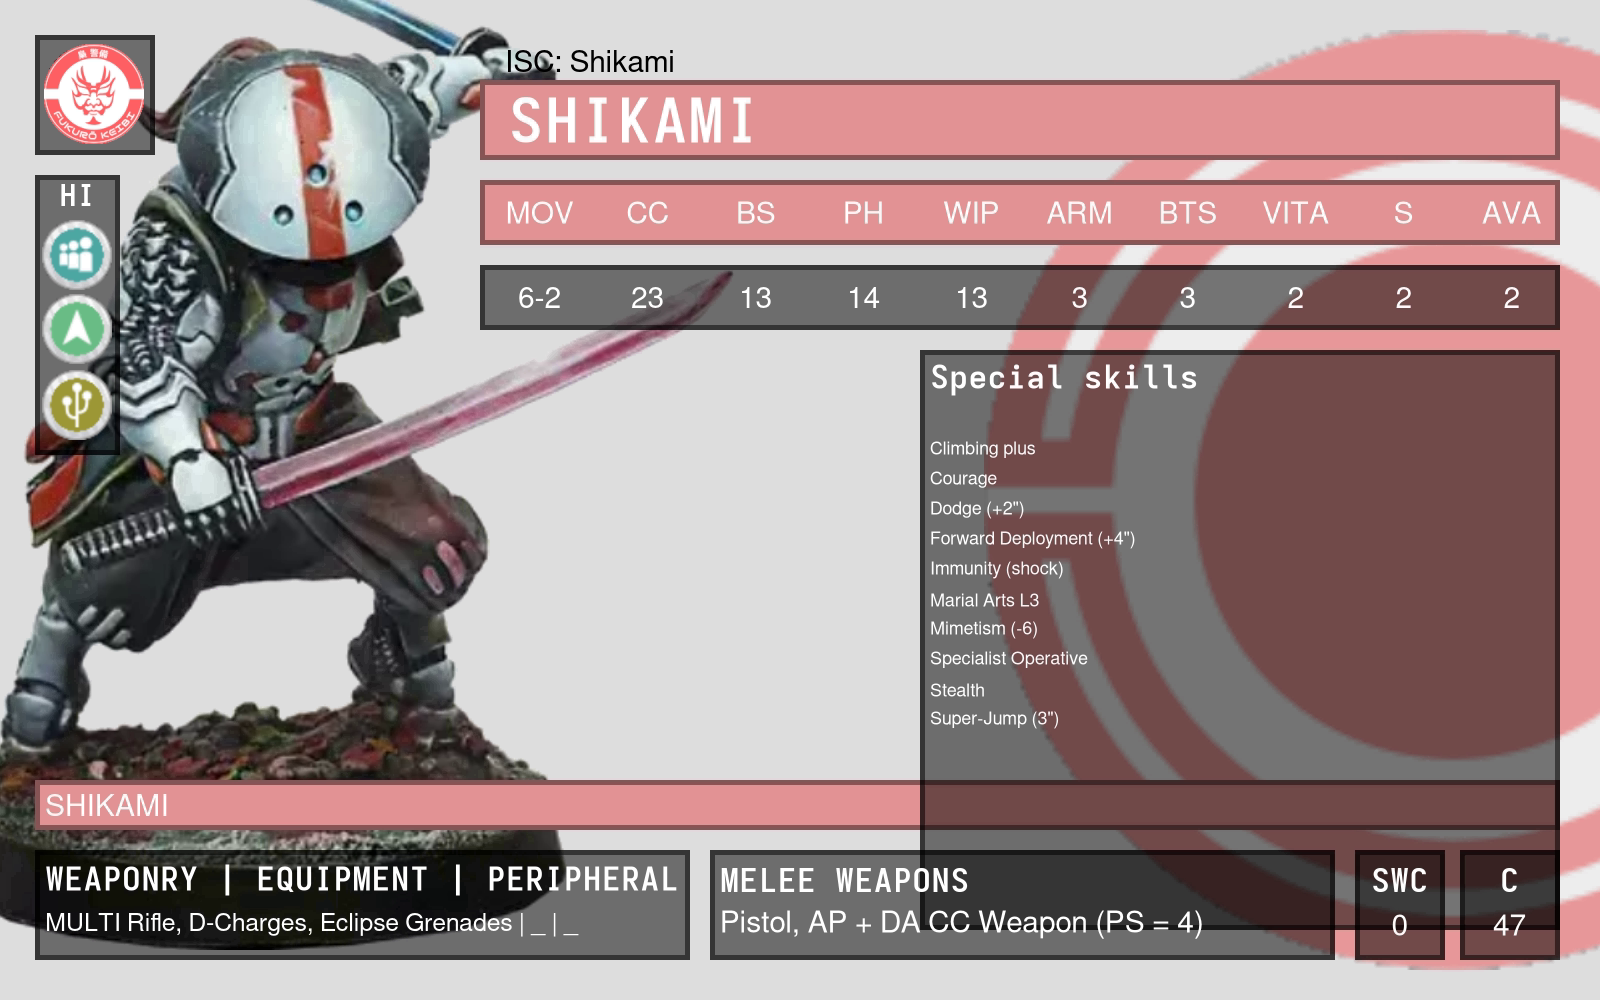 ISC: Shikami
梟 警備
FUKURŌ KEIBI
SHIKAMI
HI
MOV CC BS PH WIP ARM BTS VITA S AVA
6-2 23 13 14 13 3 3 2 2 2
Special skills
Climbing plus
Courage
Dodge (+2")
Forward Deployment (+4")
Immunity (shock)
Marial Arts L3
Mimetism (-6)
Specialist Operative
Stealth
Super-Jump (3")
SHIKAMI
WEAPONRY | EQUIPMENT | PERIPHERAL
MULTI Rifle, D-Charges, Eclipse Grenades | _ | _
MELEE WEAPONS
Pistol, AP + DA CC Weapon (PS = 4)
SWC
0
C
47